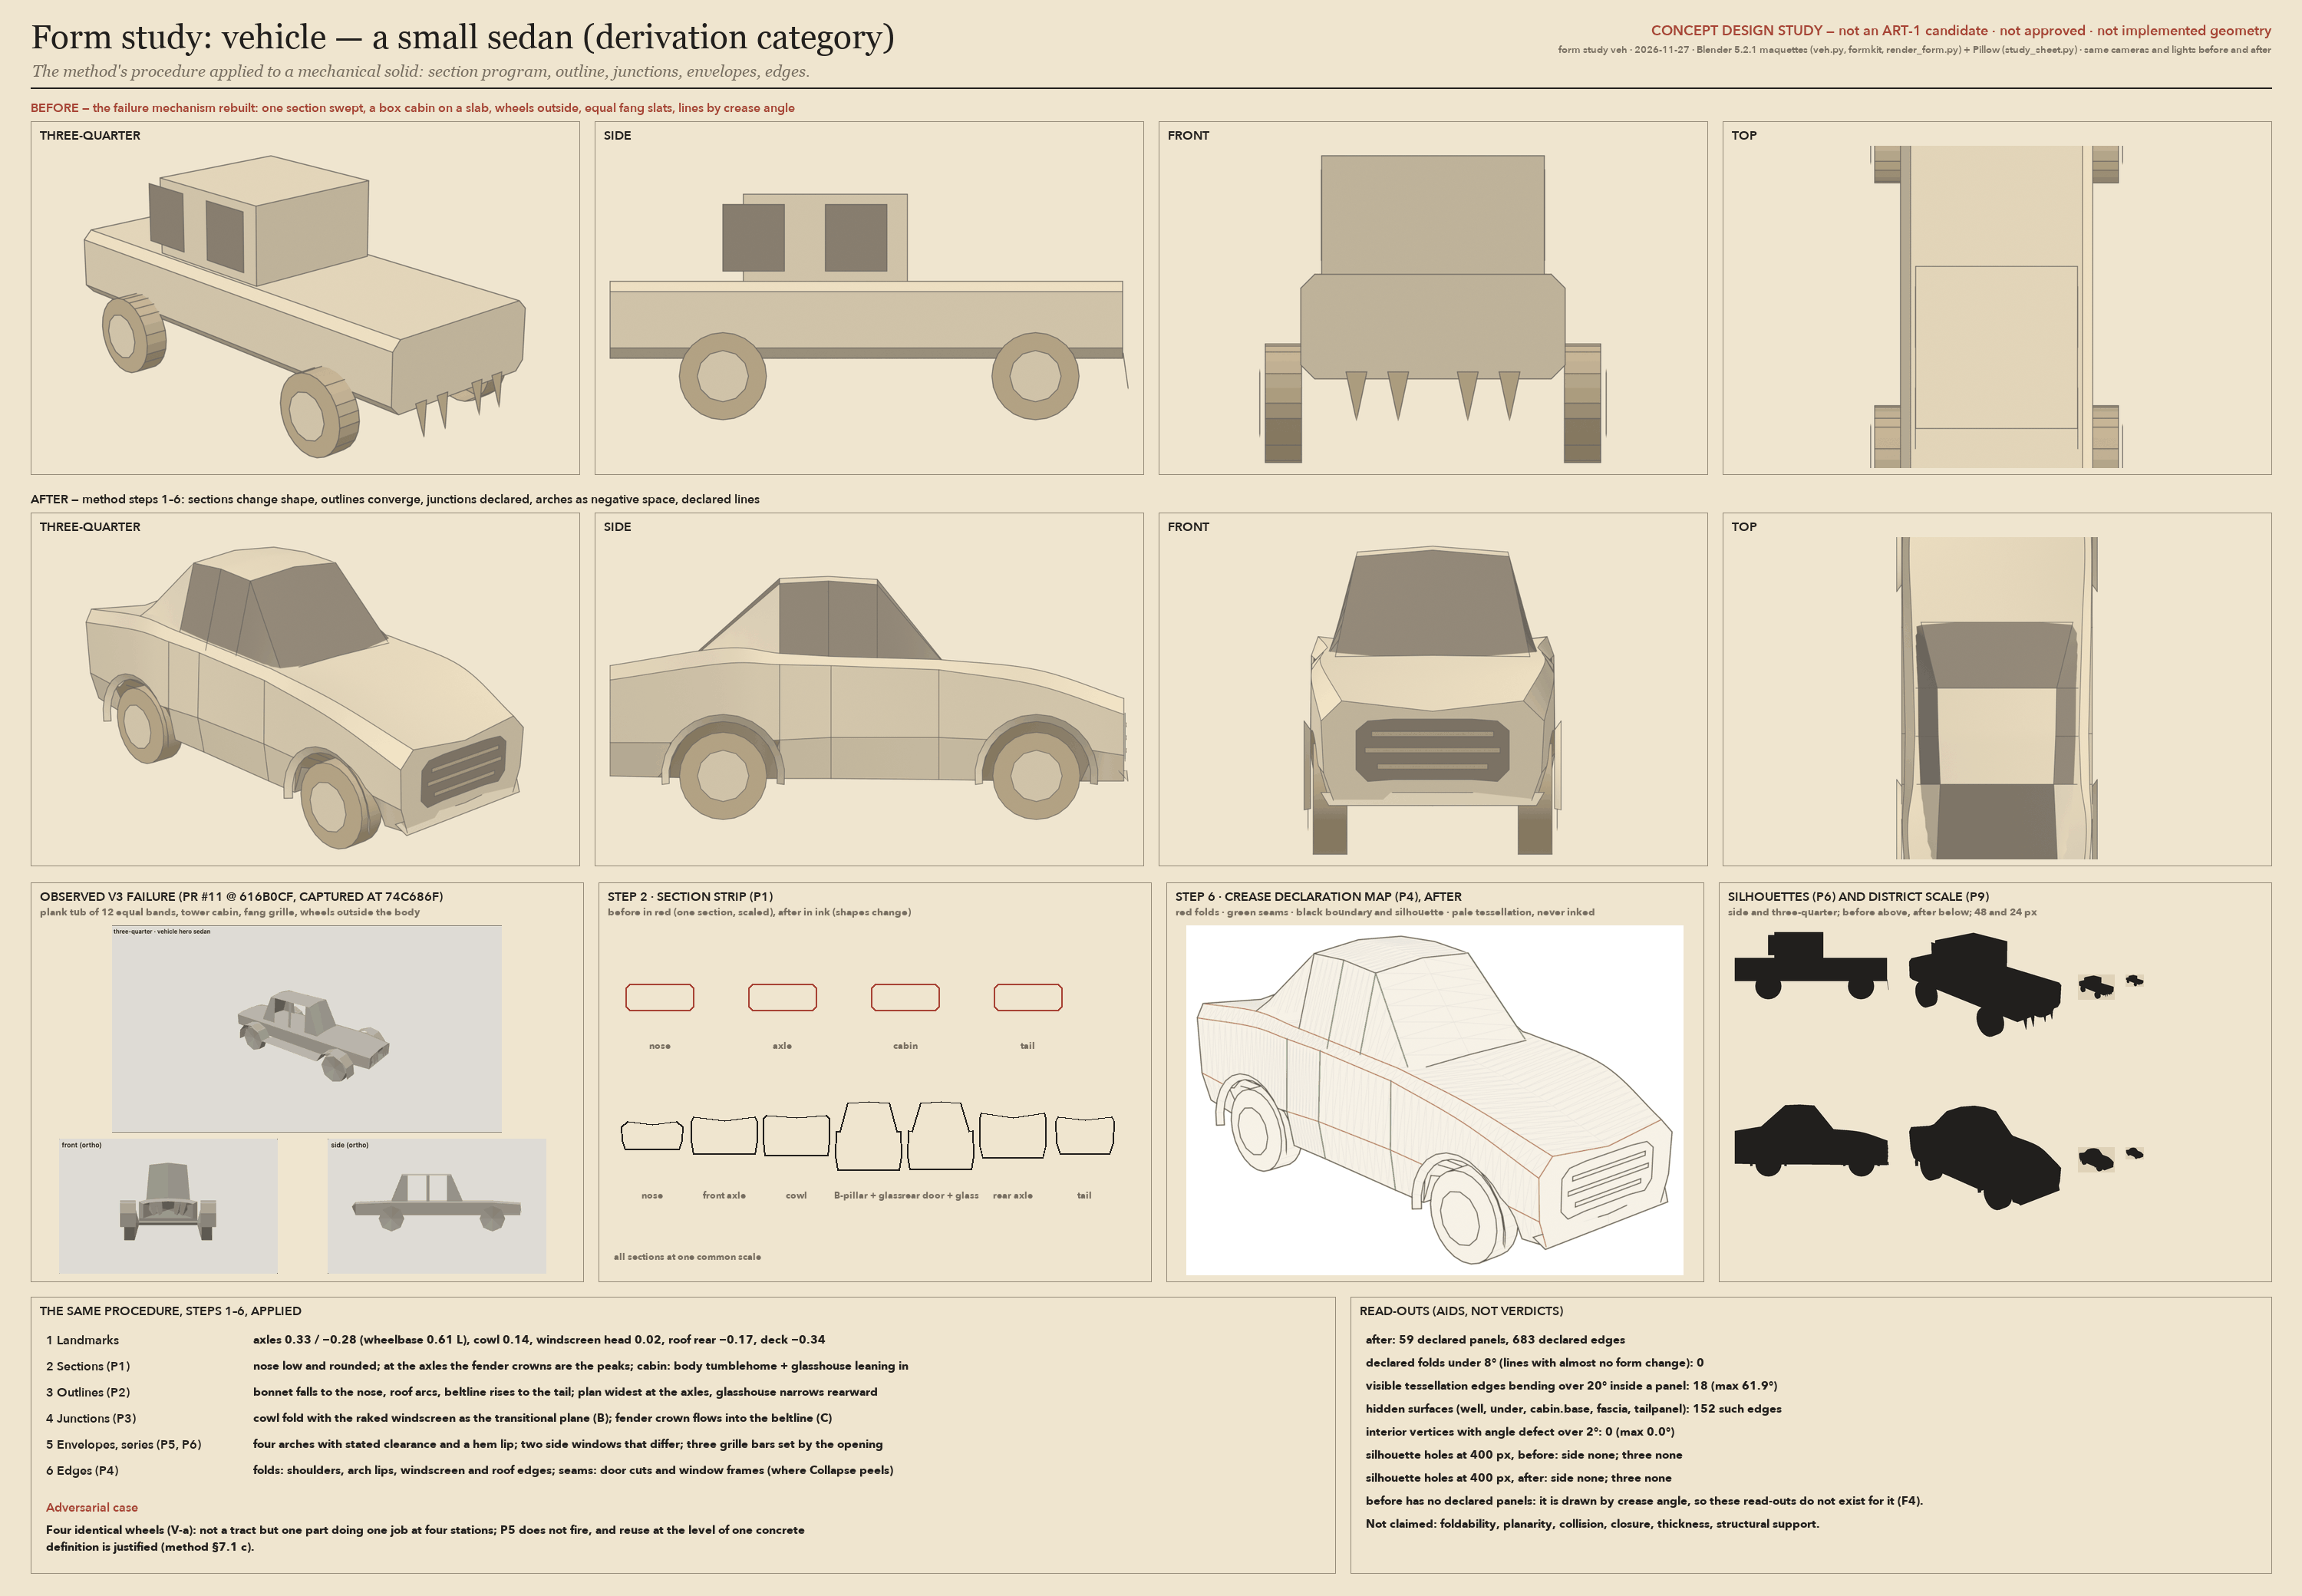 Form study: vehicle — a small sedan (derivation category)
CONCEPT DESIGN STUDY — not an ART-1 candidate · not approved · not implemented geometry
form study veh · 2026-11-27 · Blender 5.2.1 maquettes (veh.py, formkit, render_form.py) + Pillow (study_sheet.py) · same cameras and lights before and after
The method's procedure applied to a mechanical solid: section program, outline, junctions, envelopes, edges.
BEFORE — the failure mechanism rebuilt: one section swept, a box cabin on a slab, wheels outside, equal fang slats, lines by crease angle
THREE-QUARTER
SIDE
FRONT
TOP
AFTER — method steps 1–6: sections change shape, outlines converge, junctions declared, arches as negative space, declared lines
THREE-QUARTER
SIDE
FRONT
TOP
OBSERVED V3 FAILURE (PR #11 @ 616B0CF, CAPTURED AT 74C686F)
plank tub of 12 equal bands, tower cabin, fang grille, wheels outside the body
three-quarter · vehicle hero sedan
front (ortho)
side (ortho)
STEP 2 · SECTION STRIP (P1)
before in red (one section, scaled), after in ink (shapes change)
nose
axle
cabin
tail
nose
front axle
cowl
B-pillar + glass
rear door + glass
rear axle
tail
all sections at one common scale
STEP 6 · CREASE DECLARATION MAP (P4), AFTER
red folds · green seams · black boundary and silhouette · pale tessellation, never inked
SILHOUETTES (P6) AND DISTRICT SCALE (P9)
side and three-quarter; before above, after below; 48 and 24 px
THE SAME PROCEDURE, STEPS 1–6, APPLIED
1 Landmarks axles 0.33 / −0.28 (wheelbase 0.61 L), cowl 0.14, windscreen head 0.02, roof rear −0.17, deck −0.34
2 Sections (P1) nose low and rounded; at the axles the fender crowns are the peaks; cabin: body tumblehome + glasshouse leaning in
3 Outlines (P2) bonnet falls to the nose, roof arcs, beltline rises to the tail; plan widest at the axles, glasshouse narrows rearward
4 Junctions (P3) cowl fold with the raked windscreen as the transitional plane (B); fender crown flows into the beltline (C)
5 Envelopes, series (P5, P6) four arches with stated clearance and a hem lip; two side windows that differ; three grille bars set by the opening
6 Edges (P4) folds: shoulders, arch lips, windscreen and roof edges; seams: door cuts and window frames (where Collapse peels)
Adversarial case
Four identical wheels (V-a): not a tract but one part doing one job at four stations; P5 does not fire, and reuse at the level of one concrete
definition is justified (method §7.1 c).
READ-OUTS (AIDS, NOT VERDICTS)
after: 59 declared panels, 683 declared edges
declared folds under 8° (lines with almost no form change): 0
visible tessellation edges bending over 20° inside a panel: 18 (max 61.9°)
hidden surfaces (well, under, cabin.base, fascia, tailpanel): 152 such edges
interior vertices with angle defect over 2°: 0 (max 0.0°)
silhouette holes at 400 px, before: side none; three none
silhouette holes at 400 px, after: side none; three none
before has no declared panels: it is drawn by crease angle, so these read-outs do not exist for it (F4).
Not claimed: foldability, planarity, collision, closure, thickness, structural support.